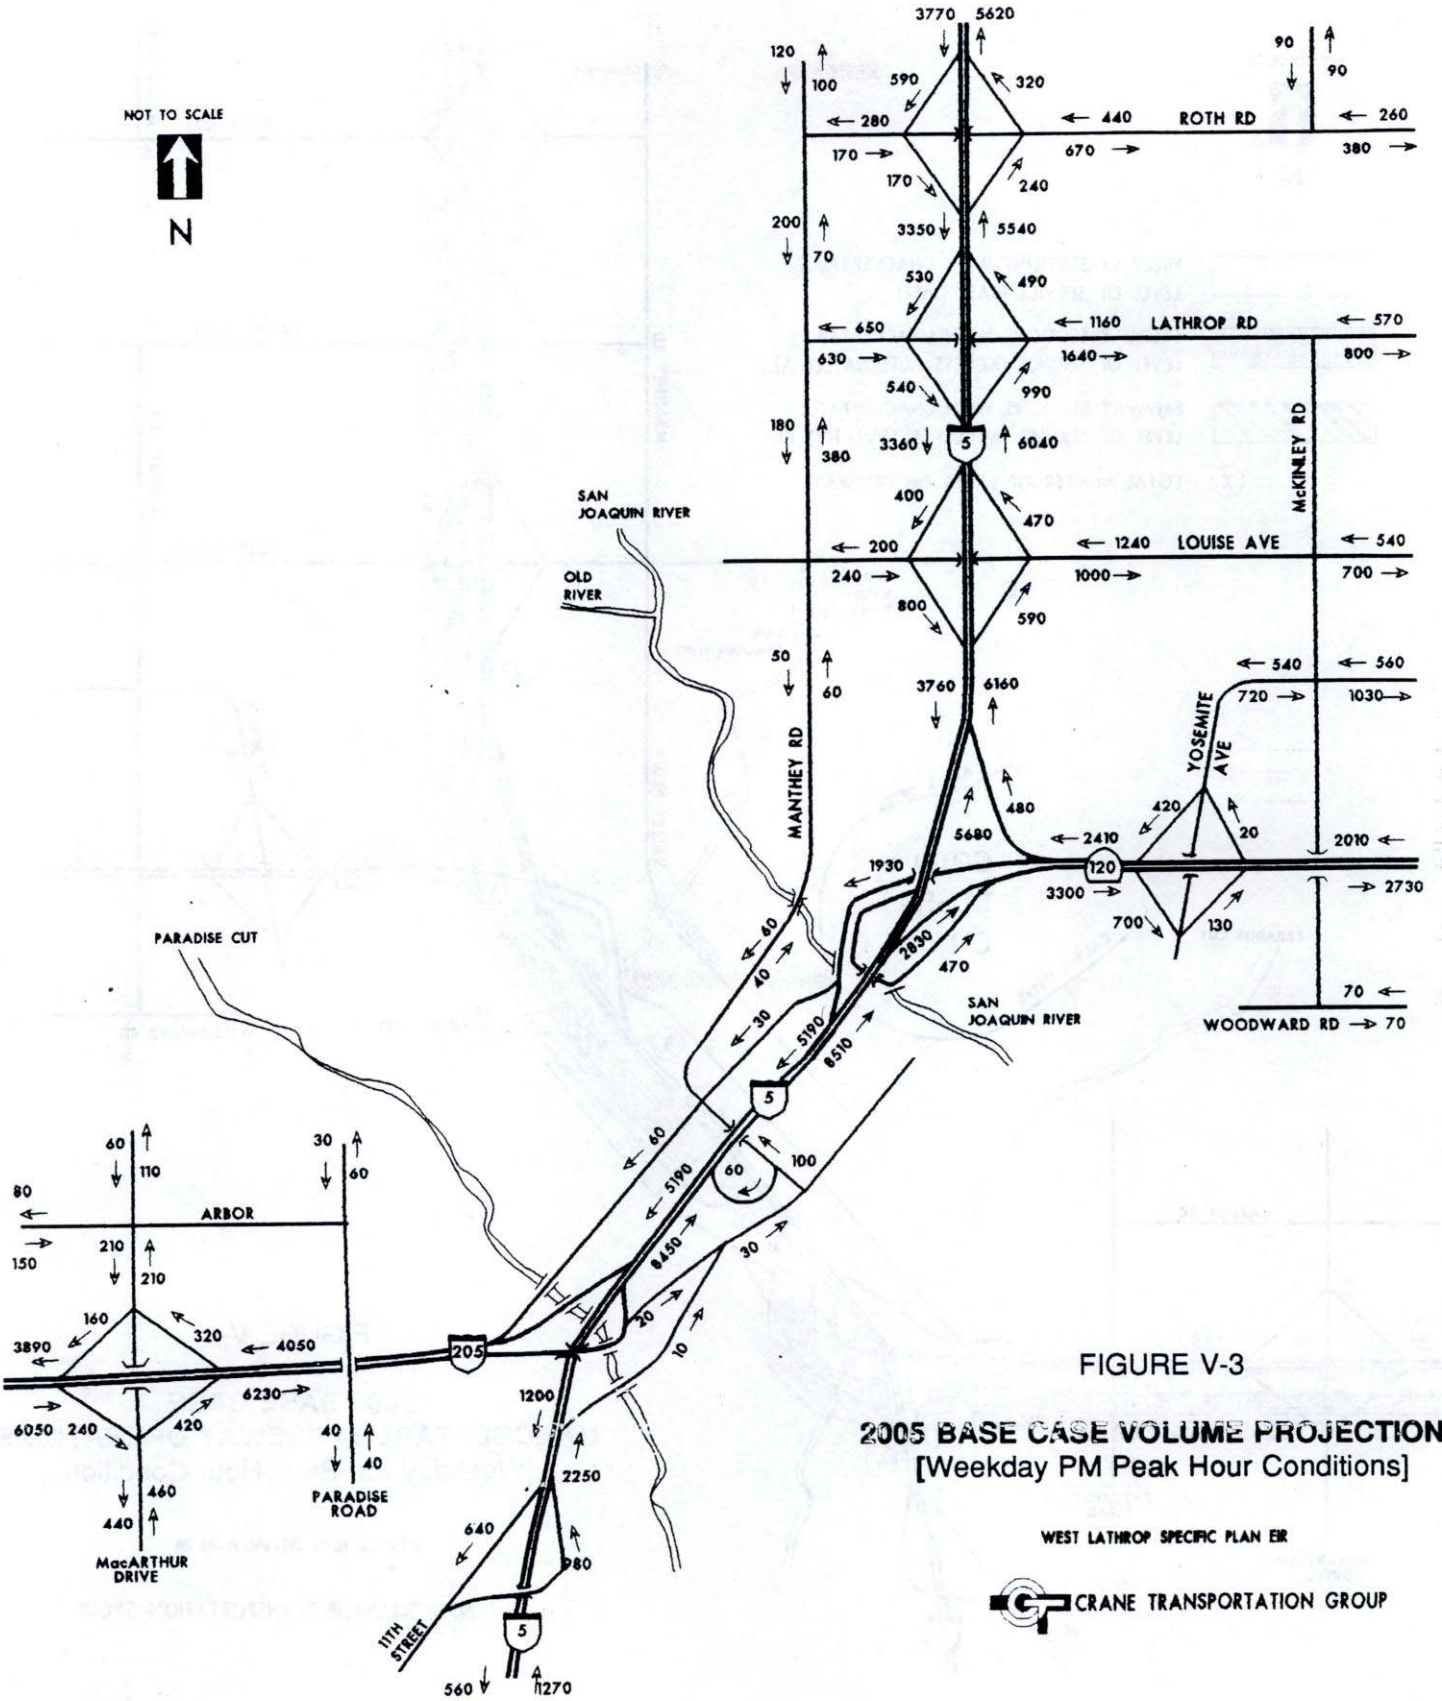 3770 5620
120 100
590 320
90 90
NOT TO SCALE
280 440 ROTH RD 260
170 670 380
170 240
N
200 70
3350 5540
530 490
650 1160 LATHROP RD 570
630 1640 800
540 990
180 380
3360 5 6040
McKINLEY RD
400 470
SAN
JOAQUIN RIVER
200 1240 LOUISE AVE 540
240 1000 700
OLD
RIVER
800 590
50 60
3760 6160
540 560
720 1030
YOSEMITE
AVE
MANTHEY RD
480
5680
420 20
2410 2010
1930
120
3300 2730
700 130
60
40
2830
470
PARADISE CUT
30
5190
8510
SAN
JOAQUIN RIVER
70
WOODWARD RD 70
5
60
5190
8450
60 100
30
60 110
30 60
80
ARBOR
150
210 210
160 320
3890 4050
205
20
10
6230
6050 240 420
1200
2250
40 40
PARADISE
ROAD
460
440
MacARTHUR
DRIVE
640
980
11TH
STREET
5
560 1270
FIGURE V-3
2005 BASE CASE VOLUME PROJECTION
[Weekday PM Peak Hour Conditions]
WEST LATHROP SPECIFIC PLAN EIR
CRANE TRANSPORTATION GROUP